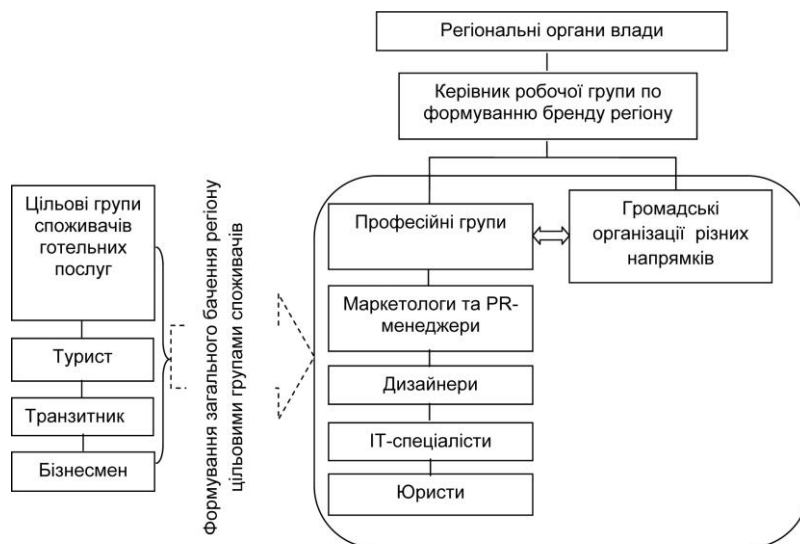 Регіональні органи влади
Керівник робочої групи по
формуванню бренду регіону
Цільові групи
споживачів
готельних
послуг
Турист
Транзитник
Бізнесмен
Формування загального бачення регіону
цільовими групами споживачів
Професійні групи
Громадські
організації різних
напрямків
Маркетологи та PR-
менеджери
Дизайнери
ІТ-спеціалісти
Юристи